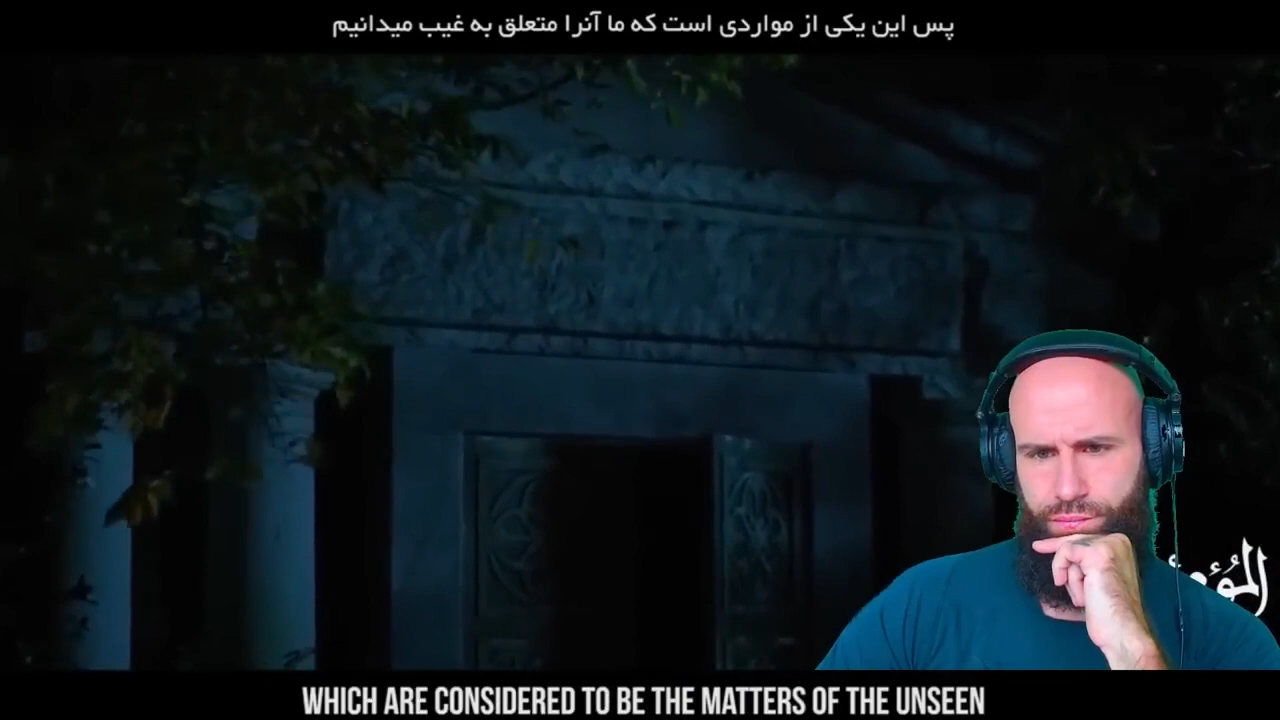 پس این یکی از مواردی است که ما آنرا متعلق به غیب میدانیم
WHICH ARE CONSIDERED TO BE THE MATTERS OF THE UNSEEN